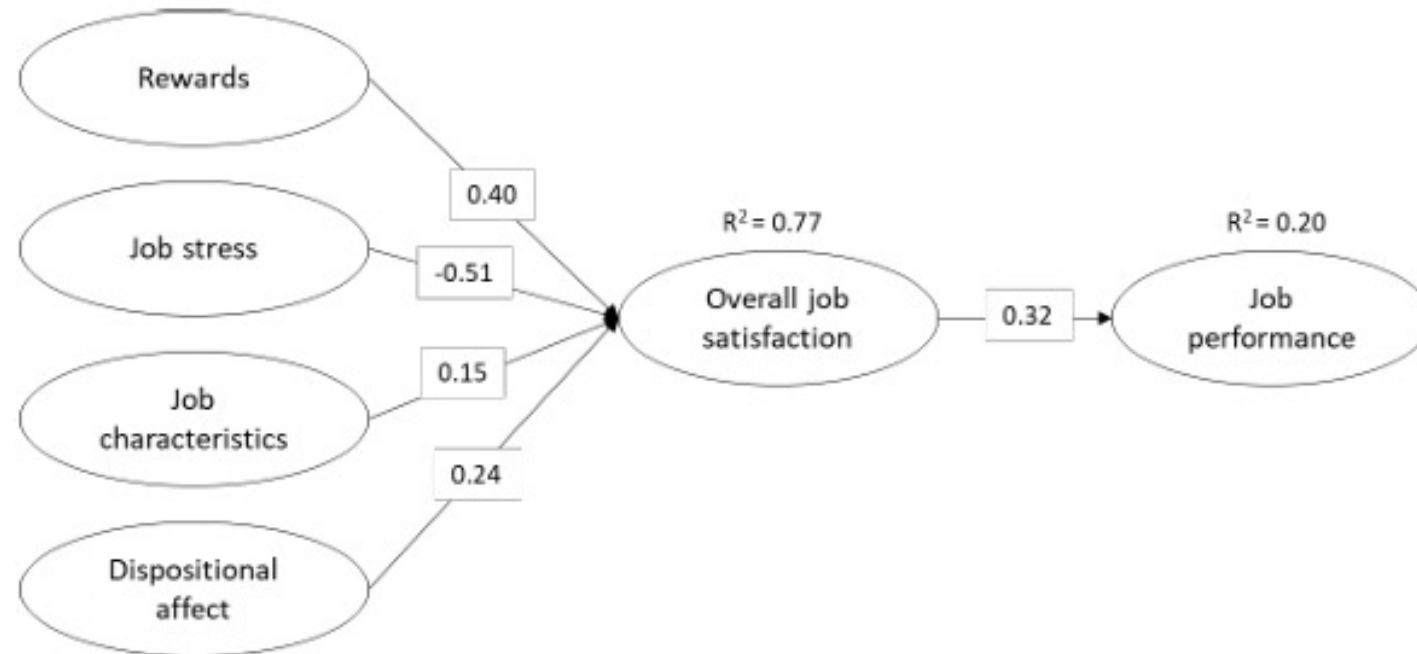 Rewards
0.40
Job stress
-0.51
Job
characteristics
0.15
Dispositional
affect
0.24
R² = 0.77
Overall job
satisfaction
0.32
R² = 0.20
Job
performance